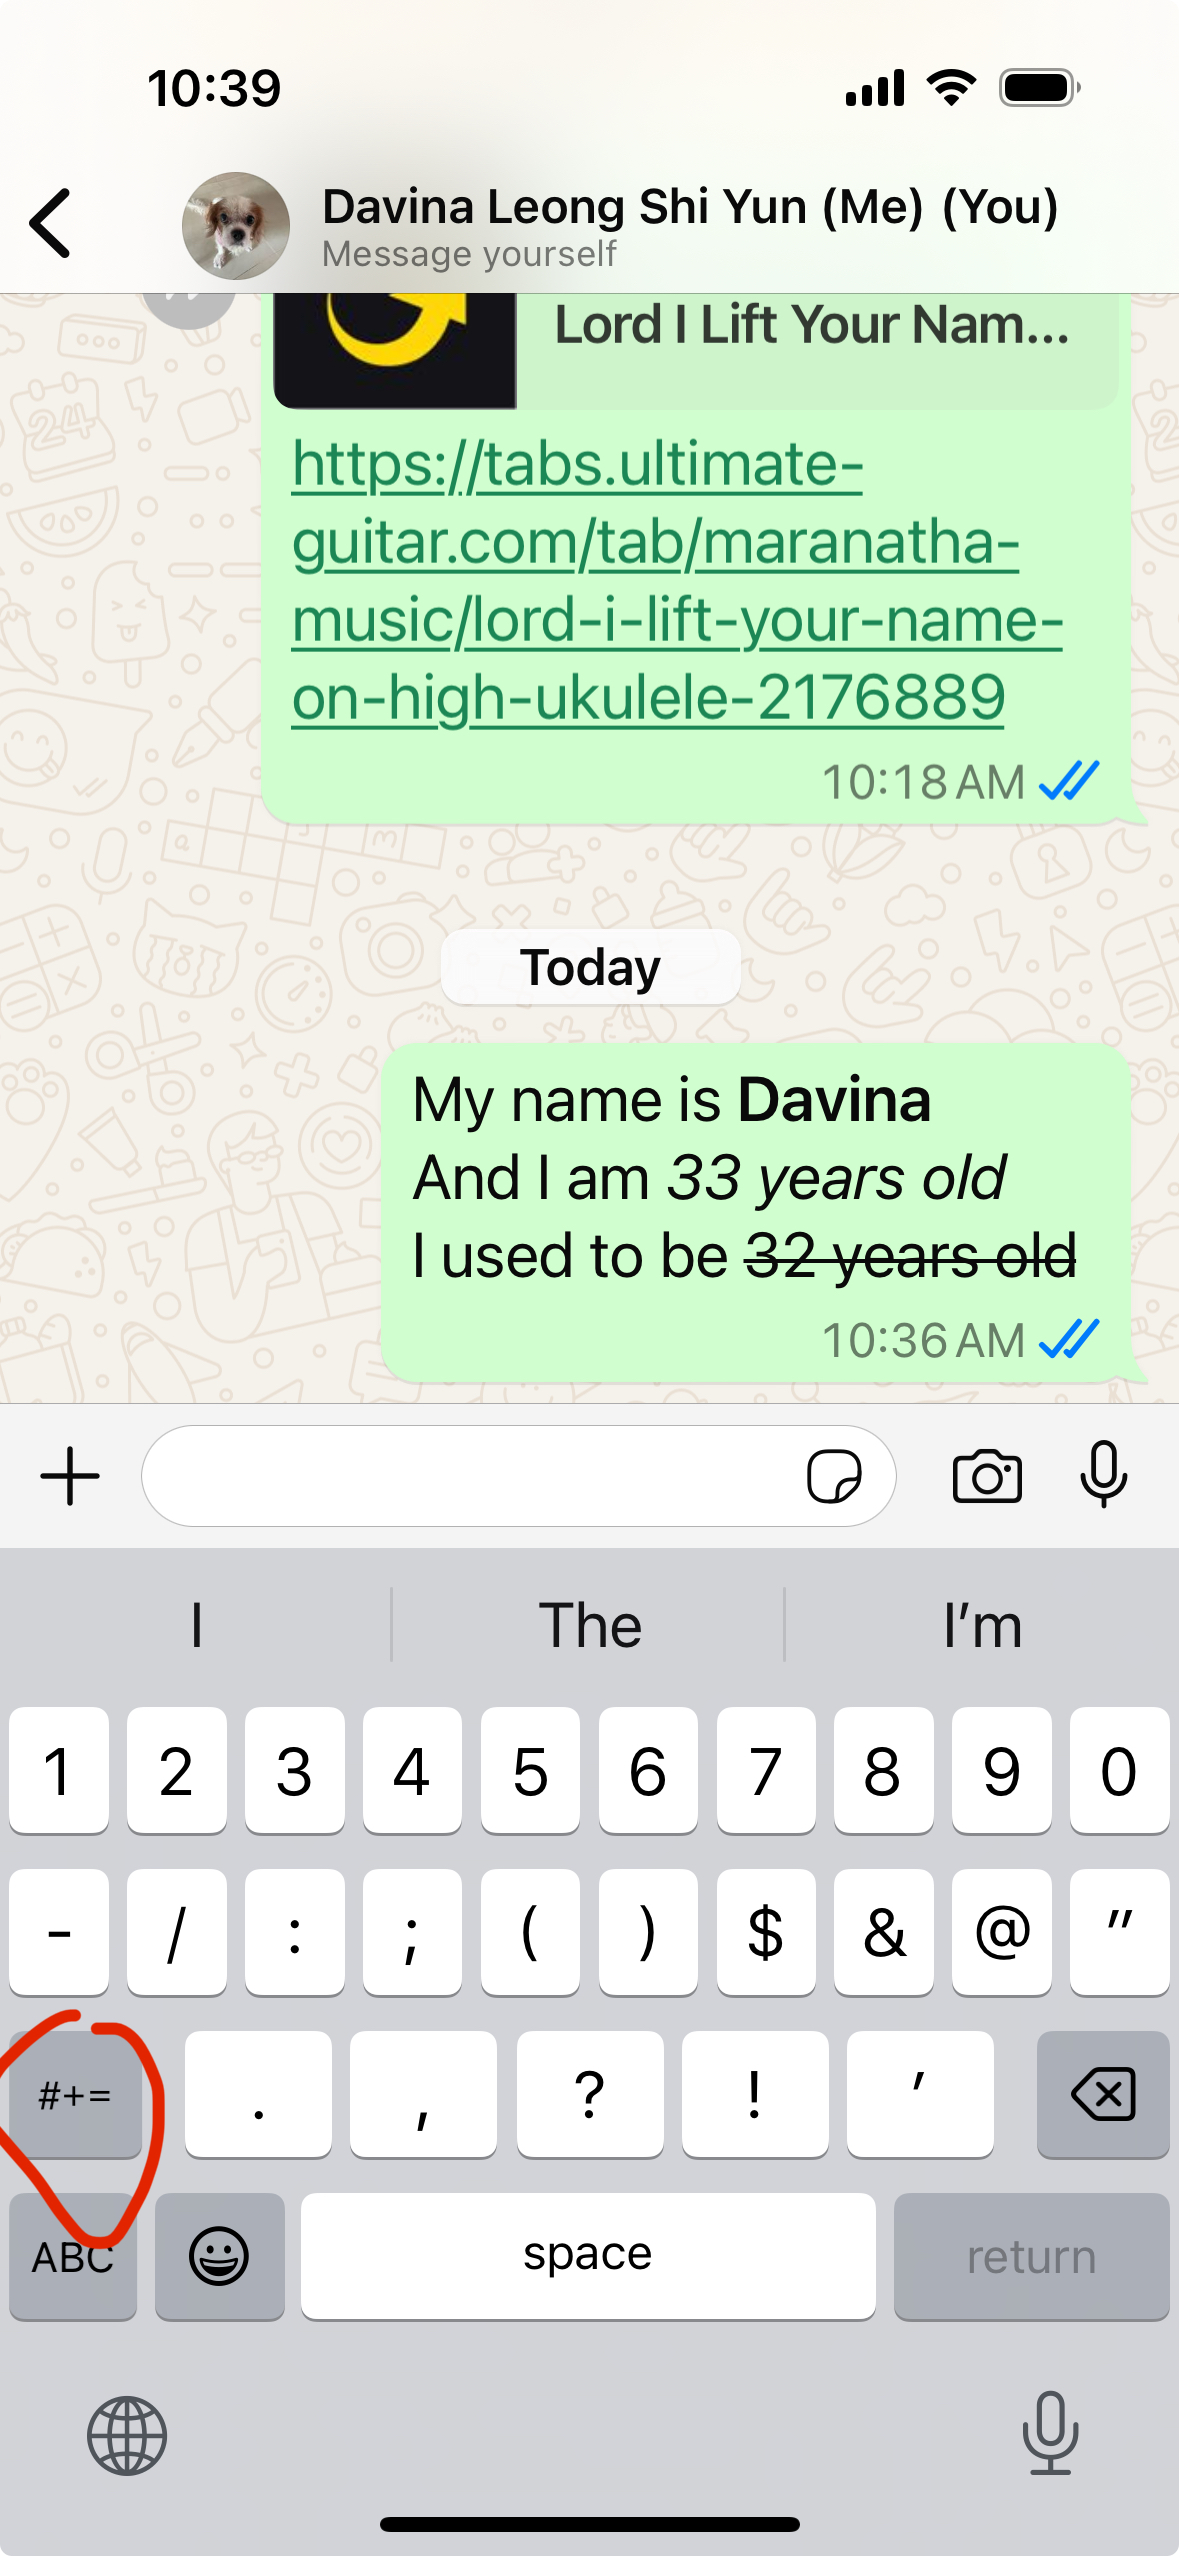 10:39
Davina Leong Shi Yun (Me) (You)
Message yourself
Lord I Lift Your Nam...
https://tabs.ultimate-
guitar.com/tab/maranatha-
music/lord-i-lift-your-name-
on-high-ukulele-2176889
10:18 AM
Today
My name is Davina
And I am 33 years old
I used to be 32 years old
10:36 AM
I The I’m
1 2 3 4 5 6 7 8 9 0
- / : ; ( ) $ & @ "
#+= . , ? ! '
ABC space return